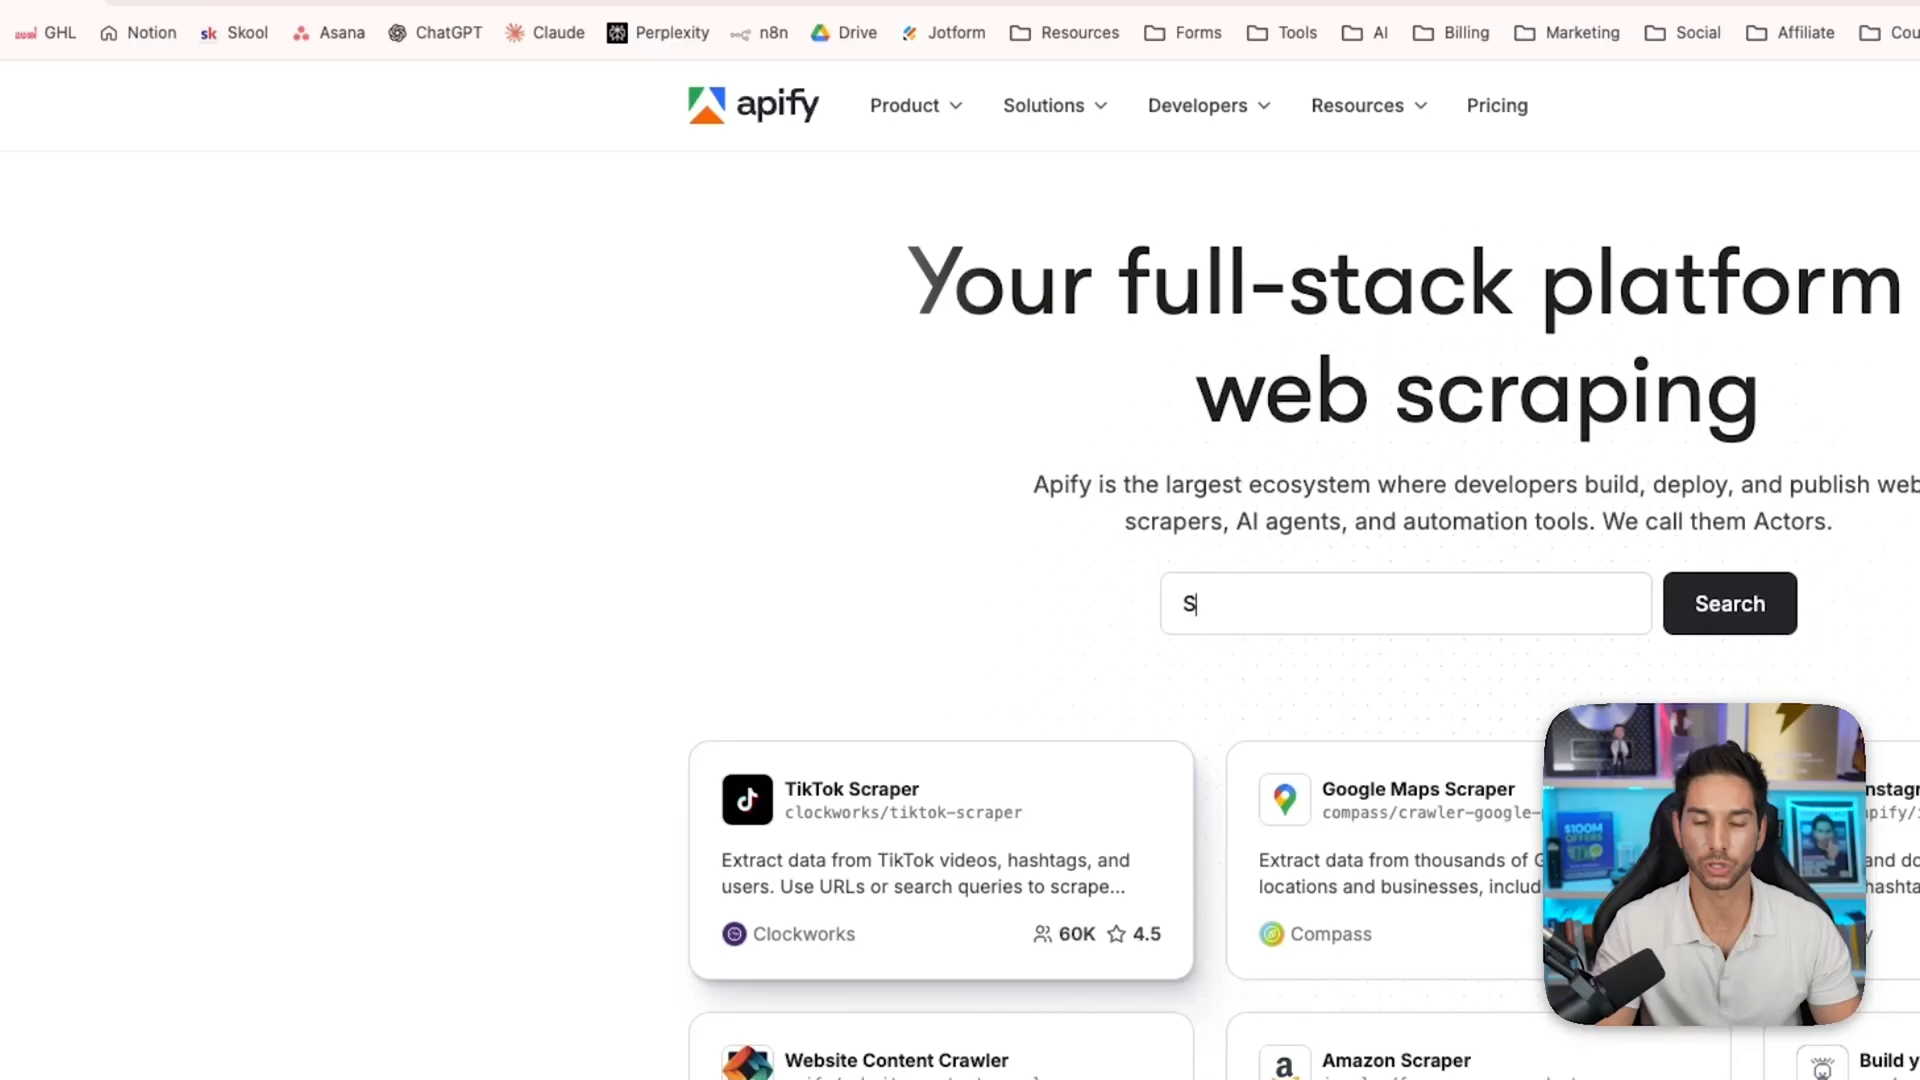 GHL
Notion
sk Skool
Asana
ChatGPT
Claude
Perplexity
n8n
Drive
Jotform
Resources
Forms
Tools
AI
Billing
Marketing
Social
Affiliate
Cou
apify
Product
Solutions
Developers
Resources
Pricing
Your full-stack platform
web scraping
Apify is the largest ecosystem where developers build, deploy, and publish web
scrapers, AI agents, and automation tools. We call them Actors.
S
Search
TikTok Scraper
clockworks/tiktok-scraper
Extract data from TikTok videos, hashtags, and
users. Use URLs or search queries to scrape...
Clockworks
60K
4.5
Google Maps Scraper
compass/crawler-google-
Extract data from thousands of G
locations and businesses, includ
Compass
nstagr
apify/i
and do
hashta
$100M
OFFERS
Website Content Crawler
Amazon Scraper
Build y